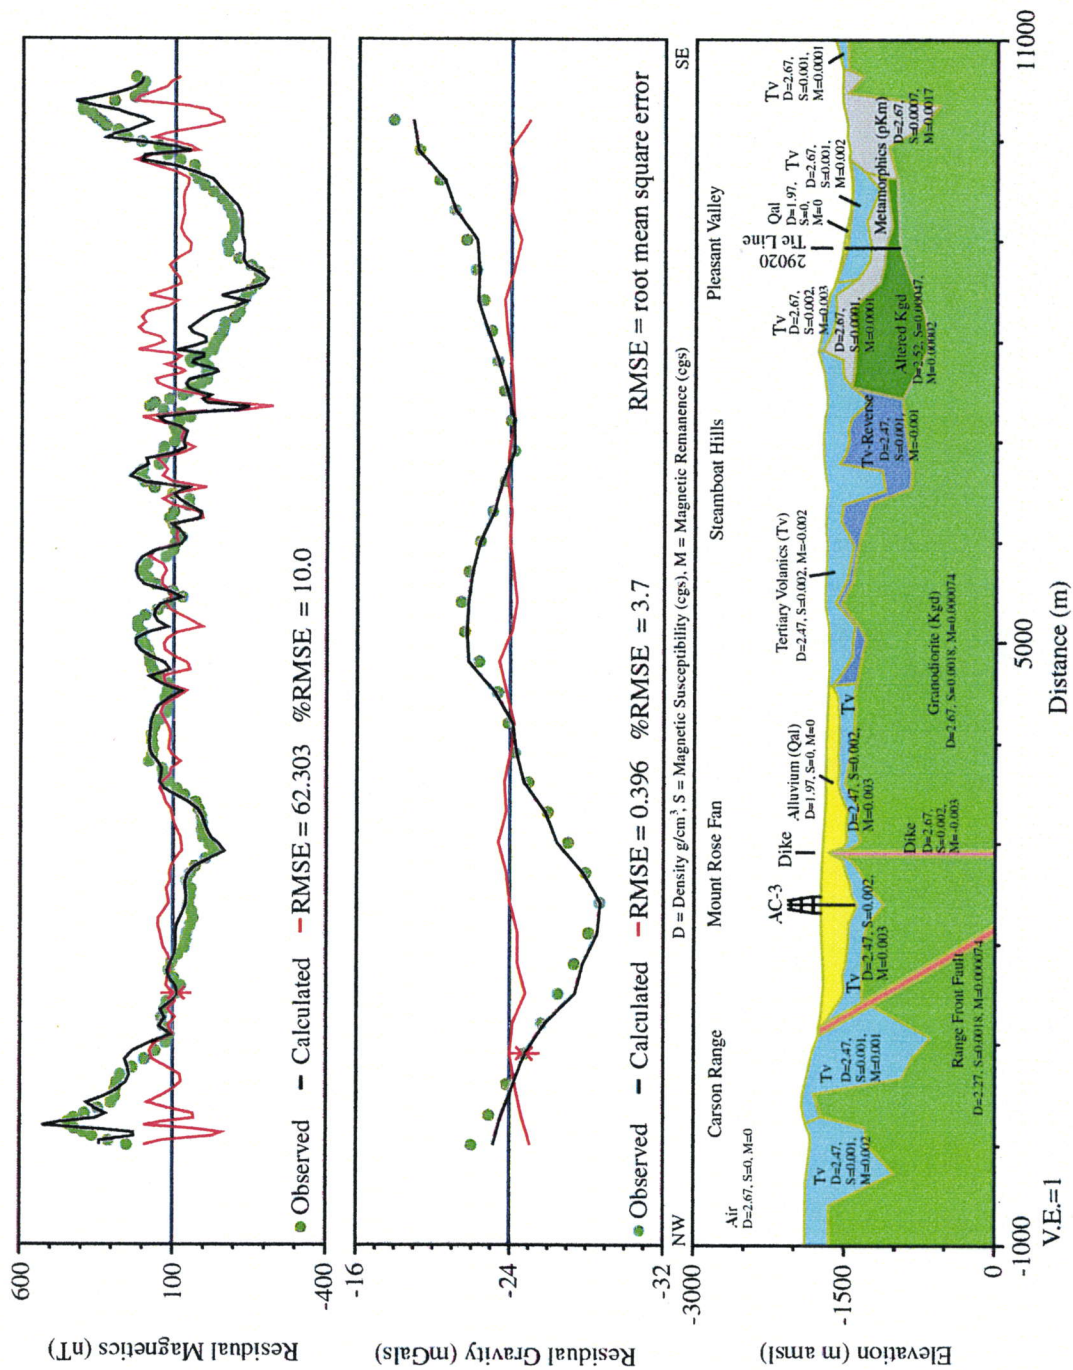 Residual Magnetics (nT)
600
100
-400
Observed
Calculated
RMSE = 62.303 %RMSE = 10.0
Residual Gravity (mGals)
-16
-24
-32
Observed
Calculated
RMSE = 0.396 %RMSE = 3.7
RMSE = root mean square error
D = Density g/cm³, S = Magnetic Susceptibility (cgs), M = Magnetic Remanence (cgs)
NW
SE
Elevation (m amsl)
-3000
-1500
0
Carson Range
Mount Rose Fan
Steamboat Hills
Pleasant Valley
Air
D=2.67, S=0, M=0
Tv
D=2.47,
S=0.001,
M=0.002
Tv
D=2.47,
S=0.001,
M=0.001
Range Front Fault
D=2.27, S=0.0018, M=0.000074
AC-3
Tv
D=2.47, S=0.002,
M=0.003
Dike
Dike
D=2.67,
S=0.002,
M=-0.003
Alluvium (Qal)
D=1.97, S=0, M=0
D=2.47, S=0.002,
M=0.003
Tv
Granodiorite (Kgd)
D=2.67, S=0.0018, M=0.000074
Tertiary Volanics (Tv)
D=2.47, S=0.002, M=-0.002
Tv-Reverse
D=2.47,
S=0.001,
M=-0.001
Tv
D=2.67,
S=0.002,
M=0.003
D=2.67,
S=0.0001,
M=0.0001
Altered Kgd
D=2.52, S=0.00047,
M=0.00002
29020
Tie Line
Qal
D=1.97,
S=0,
M=0
Tv
D=2.67,
S=0.001,
M=0.002
Metamorphics (pKm)
D=2.67,
S=0.0007,
M=0.0017
Tv
D=2.67,
S=0.001,
M=0.0001
-1000
5000
11000
V.E.=1
Distance (m)